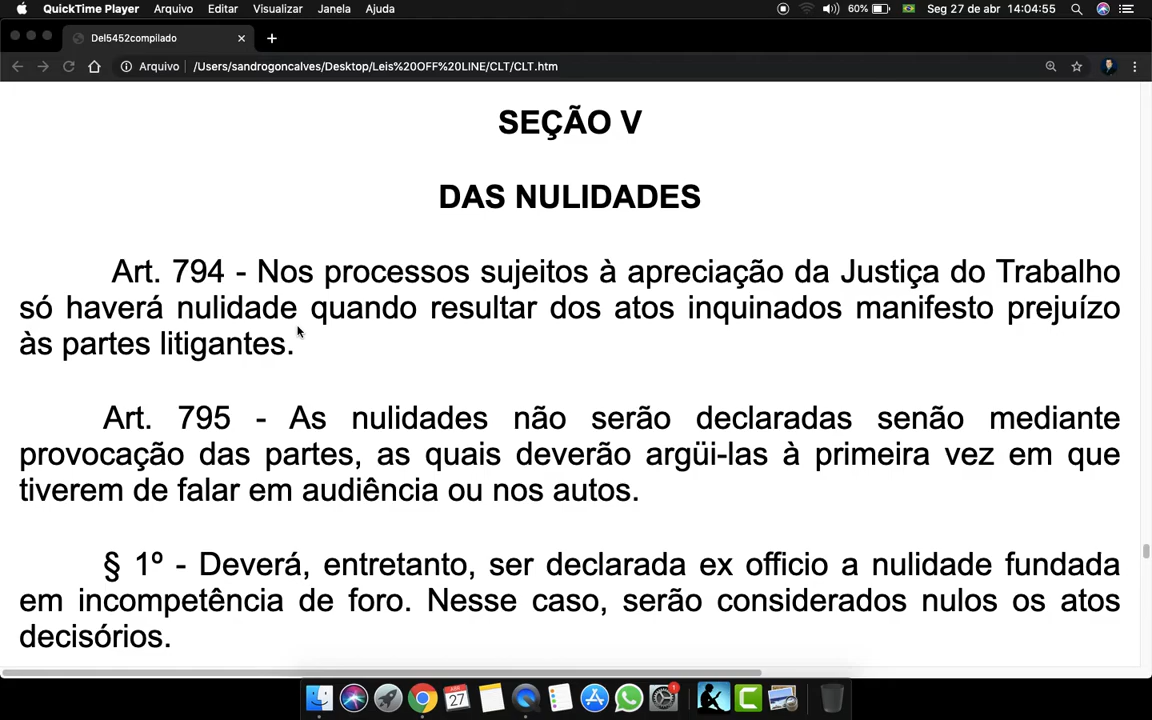 QuickTime Player Arquivo Editar Visualizar Janela Ajuda 60% Seg 27 de abr 14:04:55
Del5452compilado
Arquivo /Users/sandrogoncalves/Desktop/Leis%20OFF%20LINE/CLT/CLT.htm
SEÇÃO V
DAS NULIDADES
Art. 794 - Nos processos sujeitos à apreciação da Justiça do Trabalho
só haverá nulidade quando resultar dos atos inquinados manifesto prejuízo
às partes litigantes.
Art. 795 - As nulidades não serão declaradas senão mediante
provocação das partes, as quais deverão argüi-las à primeira vez em que
tiverem de falar em audiência ou nos autos.
§ 1º - Deverá, entretanto, ser declarada ex officio a nulidade fundada
em incompetência de foro. Nesse caso, serão considerados nulos os atos
decisórios.
ABR 27 1